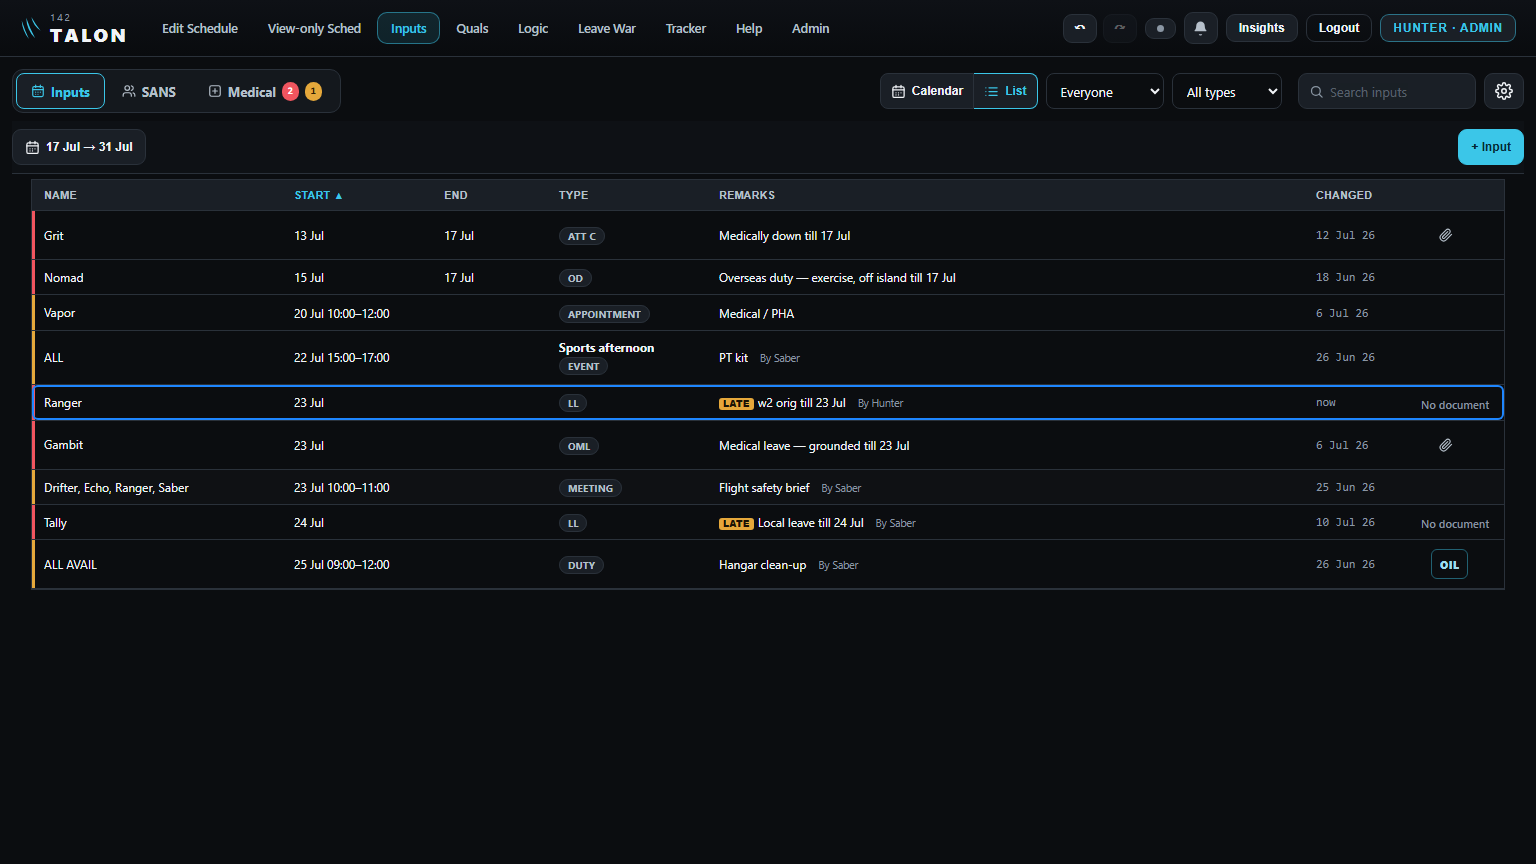 142
TALON
Edit Schedule
View-only Sched
Inputs
Quals
Logic
Leave War
Tracker
Help
Admin
Insights
Logout
HUNTER · ADMIN
Inputs
SANS
Medical 2 1
Calendar
List
Everyone
All types
Search inputs
17 Jul → 31 Jul
+ Input
NAME START ▲ END TYPE REMARKS CHANGED
Grit 13 Jul 17 Jul ATT C Medically down till 17 Jul 12 Jul 26
Nomad 15 Jul 17 Jul OD Overseas duty — exercise, off island till 17 Jul 18 Jun 26
Vapor 20 Jul 10:00–12:00 APPOINTMENT Medical / PHA 6 Jul 26
Sports afternoon
ALL 22 Jul 15:00–17:00 EVENT PT kit By Saber 26 Jun 26
Ranger 23 Jul LL LATE w2 orig till 23 Jul By Hunter now No document
Gambit 23 Jul OML Medical leave — grounded till 23 Jul 6 Jul 26
Drifter, Echo, Ranger, Saber 23 Jul 10:00–11:00 MEETING Flight safety brief By Saber 25 Jun 26
Tally 24 Jul LL LATE Local leave till 24 Jul By Saber 10 Jul 26 No document
ALL AVAIL 25 Jul 09:00–12:00 DUTY Hangar clean-up By Saber 26 Jun 26 OIL